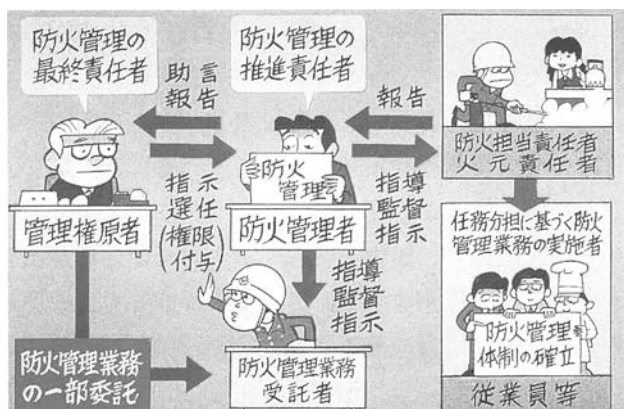 防火管理の
最終責任者
助言
報告
防火管理の
推進責任者
報告
防火担当責任者
火元責任者
指示
選任
(権限
付与)
防火
管理
指導
監督
指示
管理権原者
防火管理者
任務分担に基づく防火
管理業務の実施者
指導
監督
指示
防火管理
体制の確立
防火管理業務
の一部委託
防火管理業務
受託者
従業員等